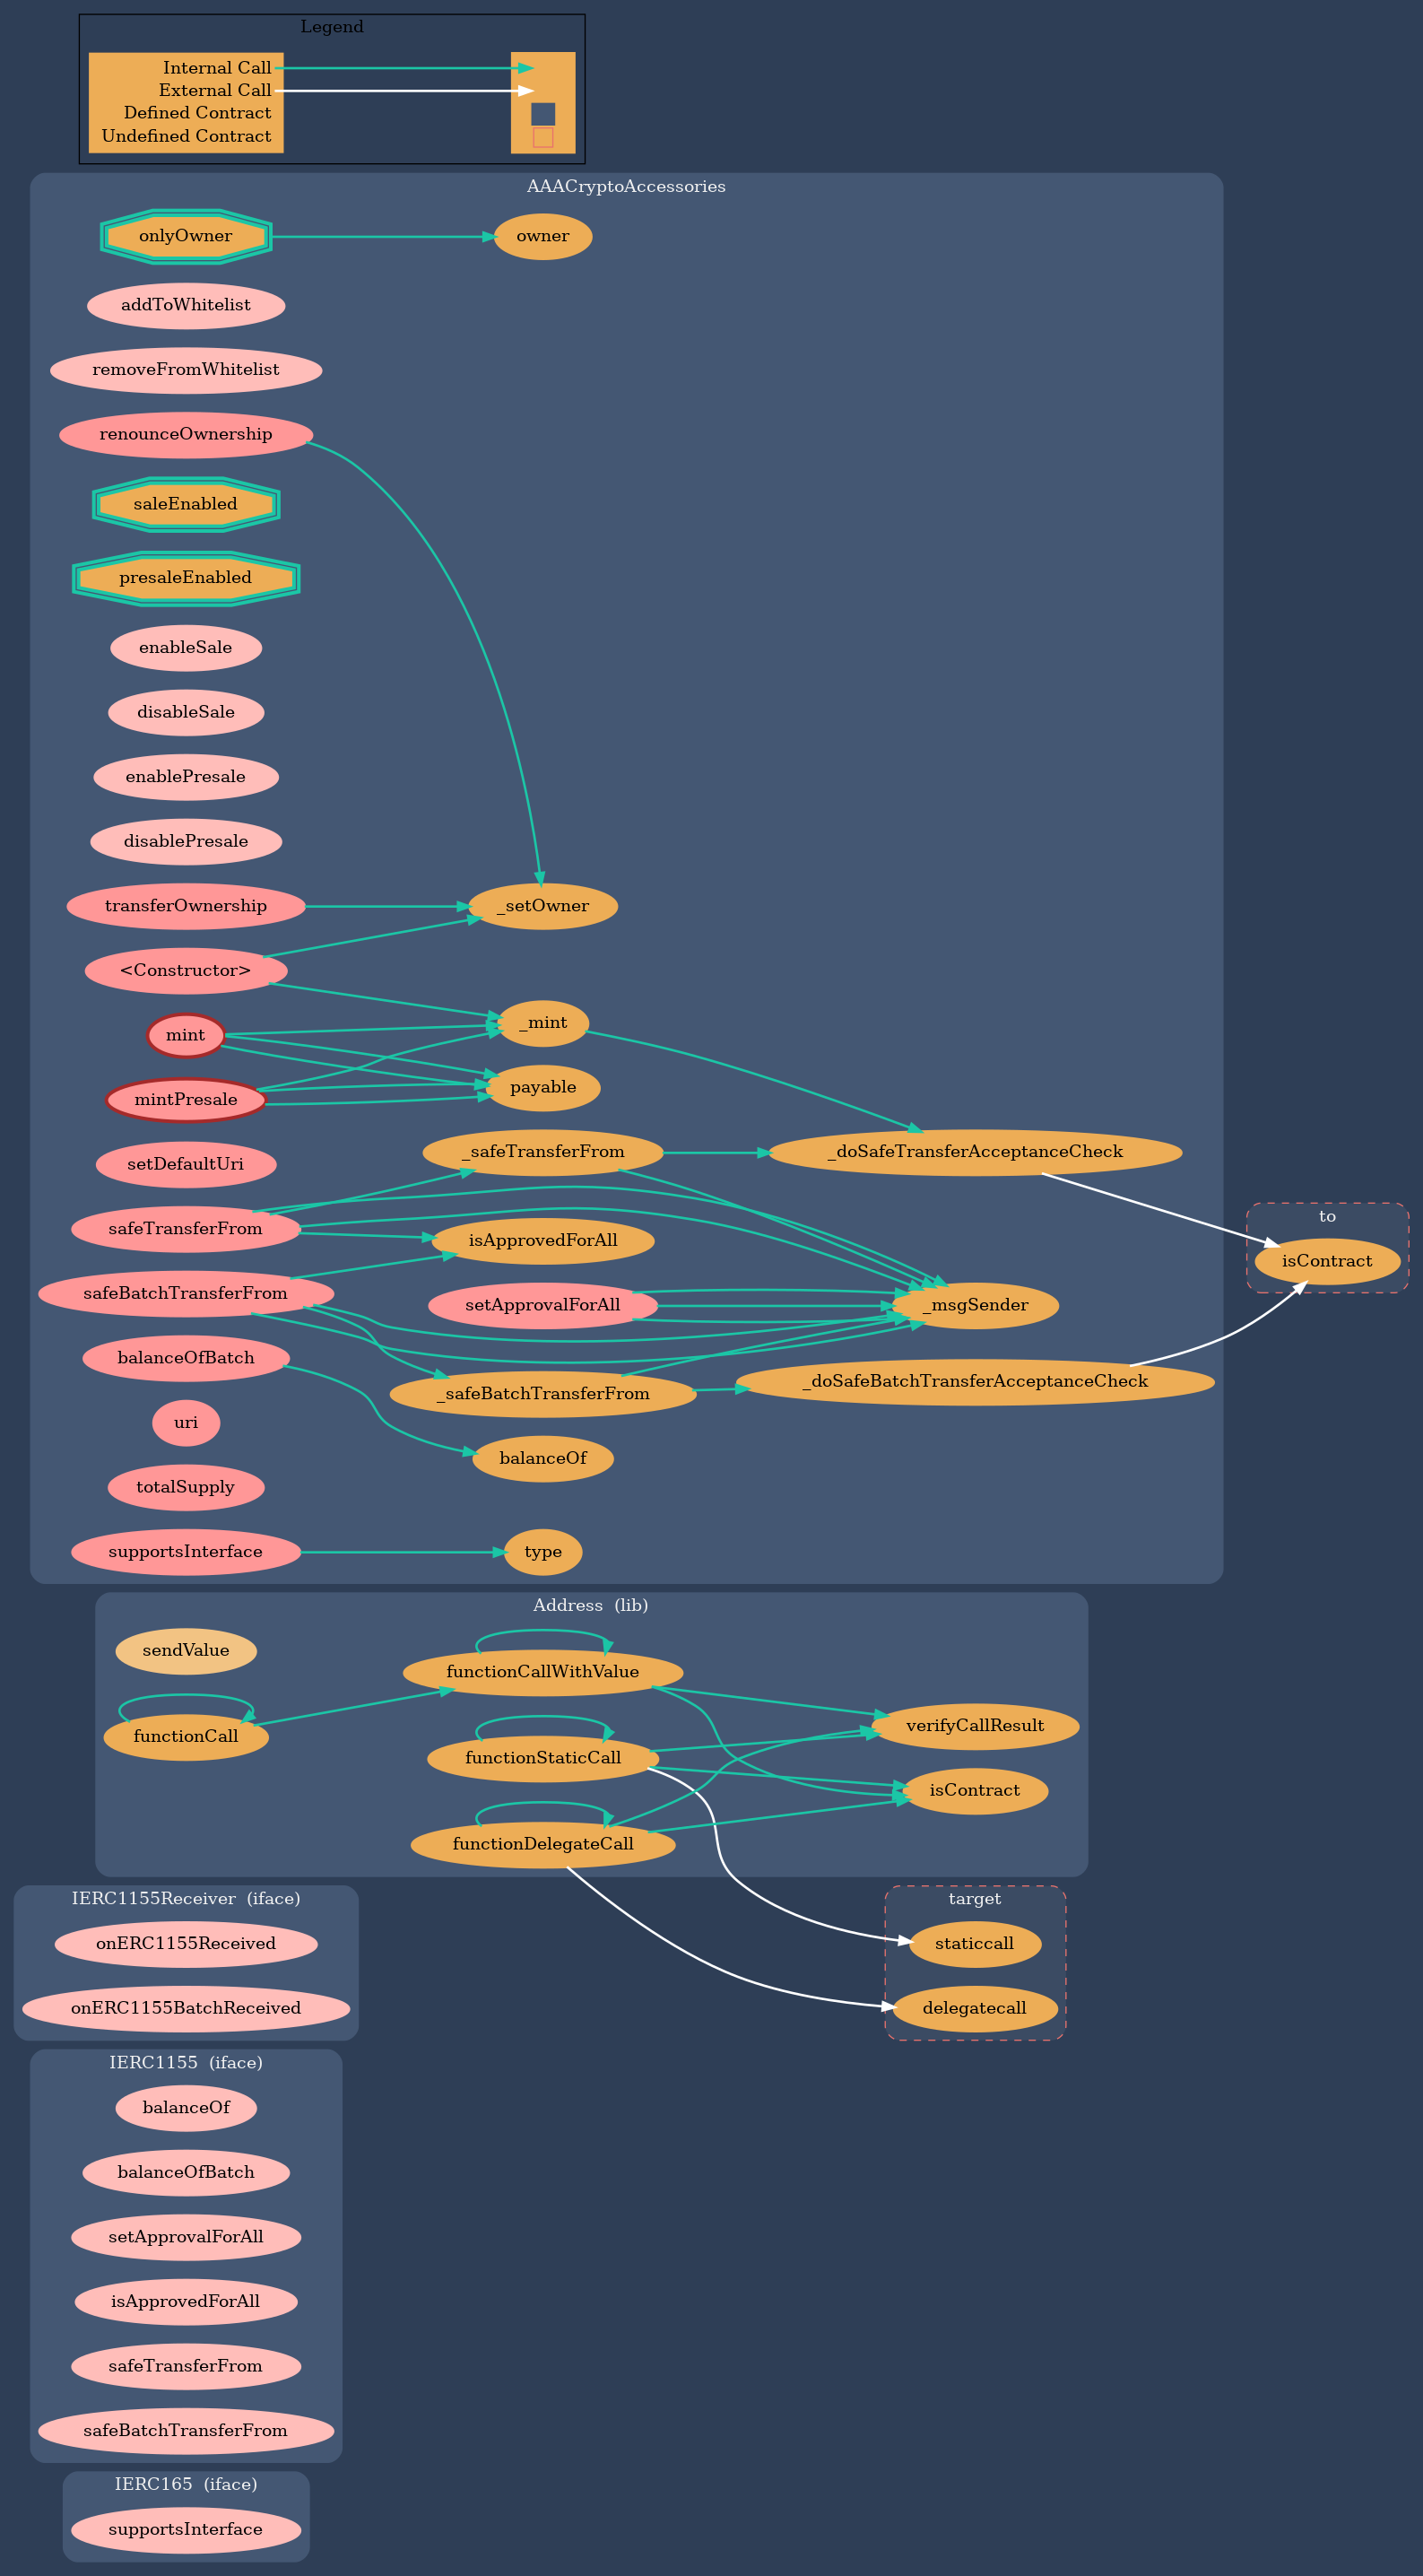 Legend
Internal Call
External Call
Defined Contract
Undefined Contract
AAACryptoAccessories
onlyOwner
owner
addToWhitelist
removeFromWhitelist
renounceOwnership
saleEnabled
presaleEnabled
enableSale
disableSale
enablePresale
disablePresale
transferOwnership
_setOwner
<Constructor>
mint
_mint
mintPresale
payable
setDefaultUri
_safeTransferFrom
_doSafeTransferAcceptanceCheck
safeTransferFrom
isApprovedForAll
to
isContract
safeBatchTransferFrom
setApprovalForAll
_msgSender
balanceOfBatch
_safeBatchTransferFrom
_doSafeBatchTransferAcceptanceCheck
uri
balanceOf
totalSupply
supportsInterface
type
Address (lib)
sendValue
functionCallWithValue
functionCall
verifyCallResult
functionStaticCall
isContract
functionDelegateCall
IERC1155Receiver (iface)
onERC1155Received
onERC1155BatchReceived
target
staticcall
delegatecall
IERC1155 (iface)
balanceOf
balanceOfBatch
setApprovalForAll
isApprovedForAll
safeTransferFrom
safeBatchTransferFrom
IERC165 (iface)
supportsInterface